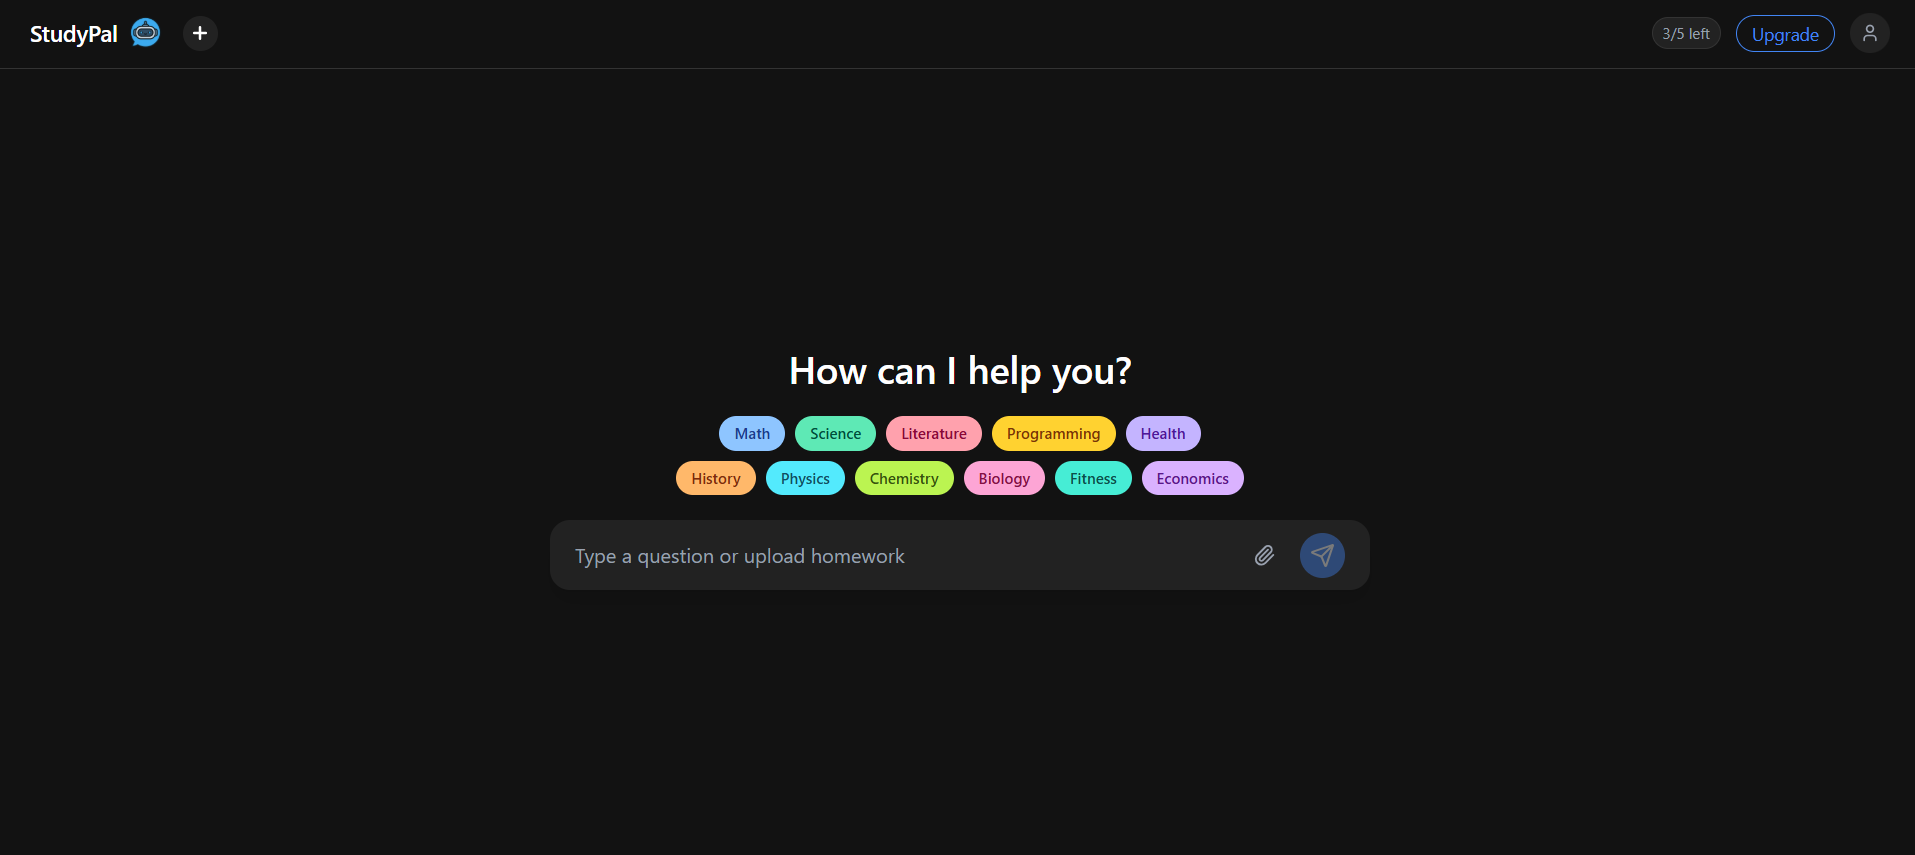 StudyPal
3/5 left
Upgrade
How can I help you?
Math Science Literature Programming Health
History Physics Chemistry Biology Fitness Economics
Type a question or upload homework